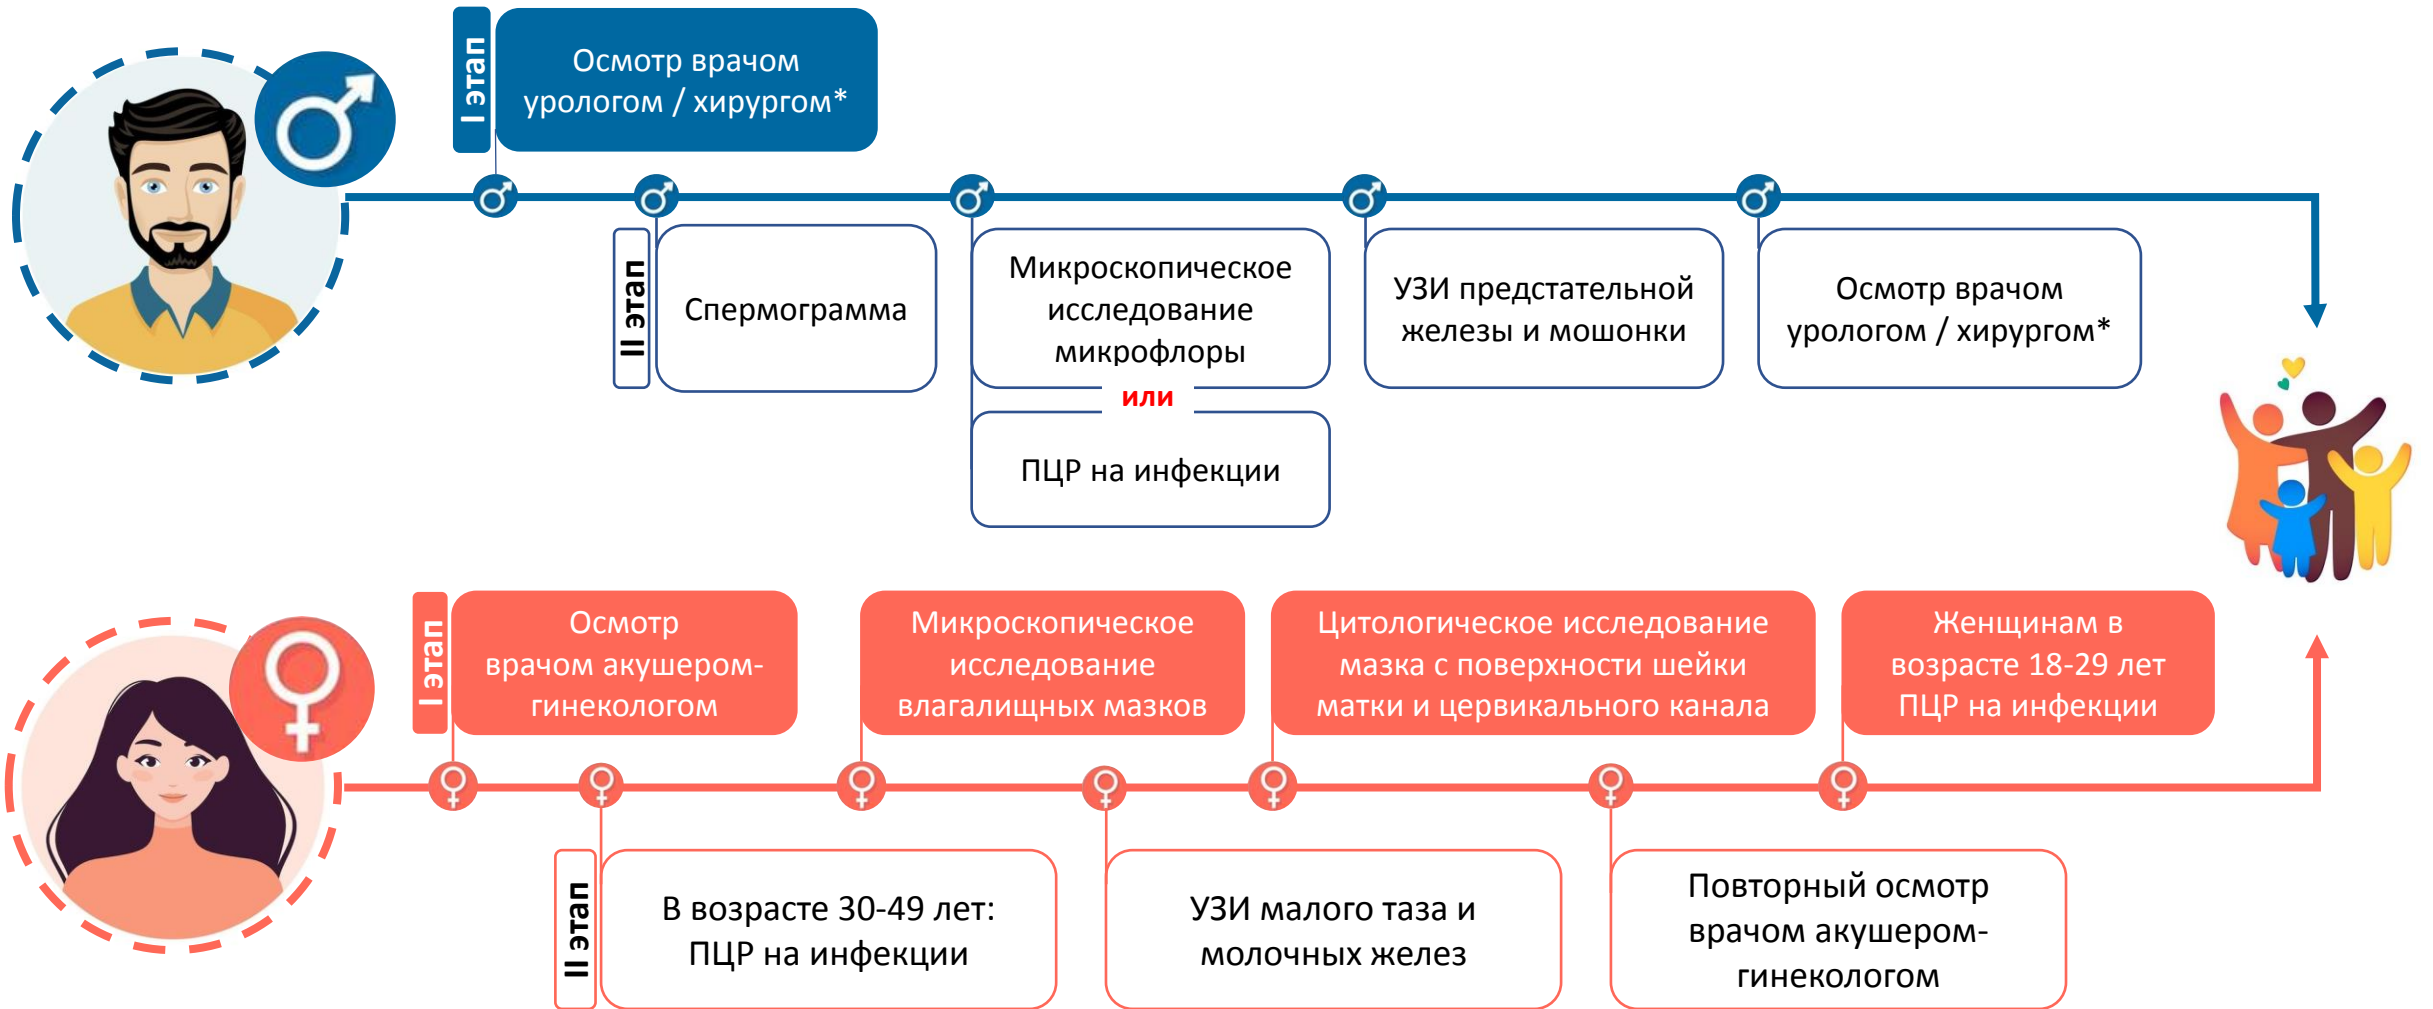 I этап
Осмотр врачом
урологом / хирургом*
II этап
Спермограмма
Микроскопическое
исследование
микрофлоры
или
ПЦР на инфекции
УЗИ предстательной
железы и мошонки
Осмотр врачом
урологом / хирургом*
I этап
Осмотр
врачом акушером-
гинекологом
Микроскопическое
исследование
влагалищных мазков
Цитологическое исследование
мазка с поверхности шейки
матки и цервикального канала
Женщинам в
возрасте 18-29 лет
ПЦР на инфекции
II этап
В возрасте 30-49 лет:
ПЦР на инфекции
УЗИ малого таза и
молочных желез
Повторный осмотр
врачом акушером-
гинекологом